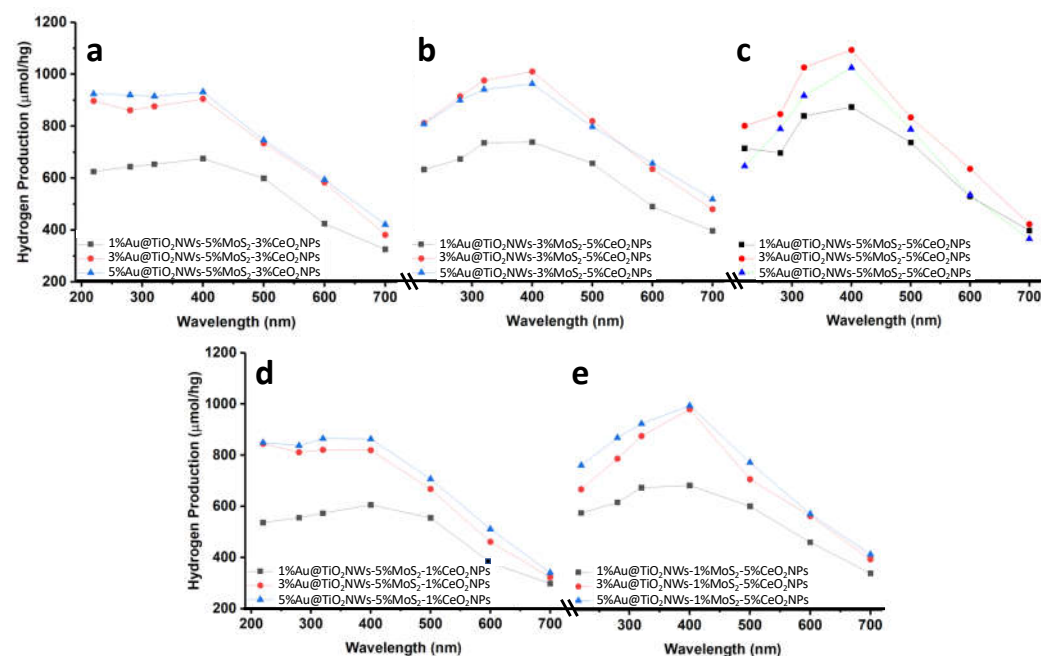 1200
1000
800
600
400
200
Hydrogen Production (μmol/hg)
a
1%Au@TiO₂NWs-5%MoS₂-3%CeO₂NPs
3%Au@TiO₂NWs-5%MoS₂-3%CeO₂NPs
5%Au@TiO₂NWs-5%MoS₂-3%CeO₂NPs
200 300 400 500 600 700
Wavelength (nm)
b
1%Au@TiO₂NWs-3%MoS₂-5%CeO₂NPs
3%Au@TiO₂NWs-3%MoS₂-5%CeO₂NPs
5%Au@TiO₂NWs-3%MoS₂-5%CeO₂NPs
300 400 500 600 700
Wavelength (nm)
c
1%Au@TiO₂NWs-5%MoS₂-5%CeO₂NPs
3%Au@TiO₂NWs-5%MoS₂-5%CeO₂NPs
5%Au@TiO₂NWs-5%MoS₂-5%CeO₂NPs
300 400 500 600 700
Wavelength (nm)
1200
1000
800
600
400
200
Hydrogen Production (μmol/hg)
d
1%Au@TiO₂NWs-5%MoS₂-1%CeO₂NPs
3%Au@TiO₂NWs-5%MoS₂-1%CeO₂NPs
5%Au@TiO₂NWs-5%MoS₂-1%CeO₂NPs
200 300 400 500 600 700
Wavelength (nm)
e
1%Au@TiO₂NWs-1%MoS₂-5%CeO₂NPs
3%Au@TiO₂NWs-1%MoS₂-5%CeO₂NPs
5%Au@TiO₂NWs-1%MoS₂-5%CeO₂NPs
300 400 500 600 700
Wavelength (nm)